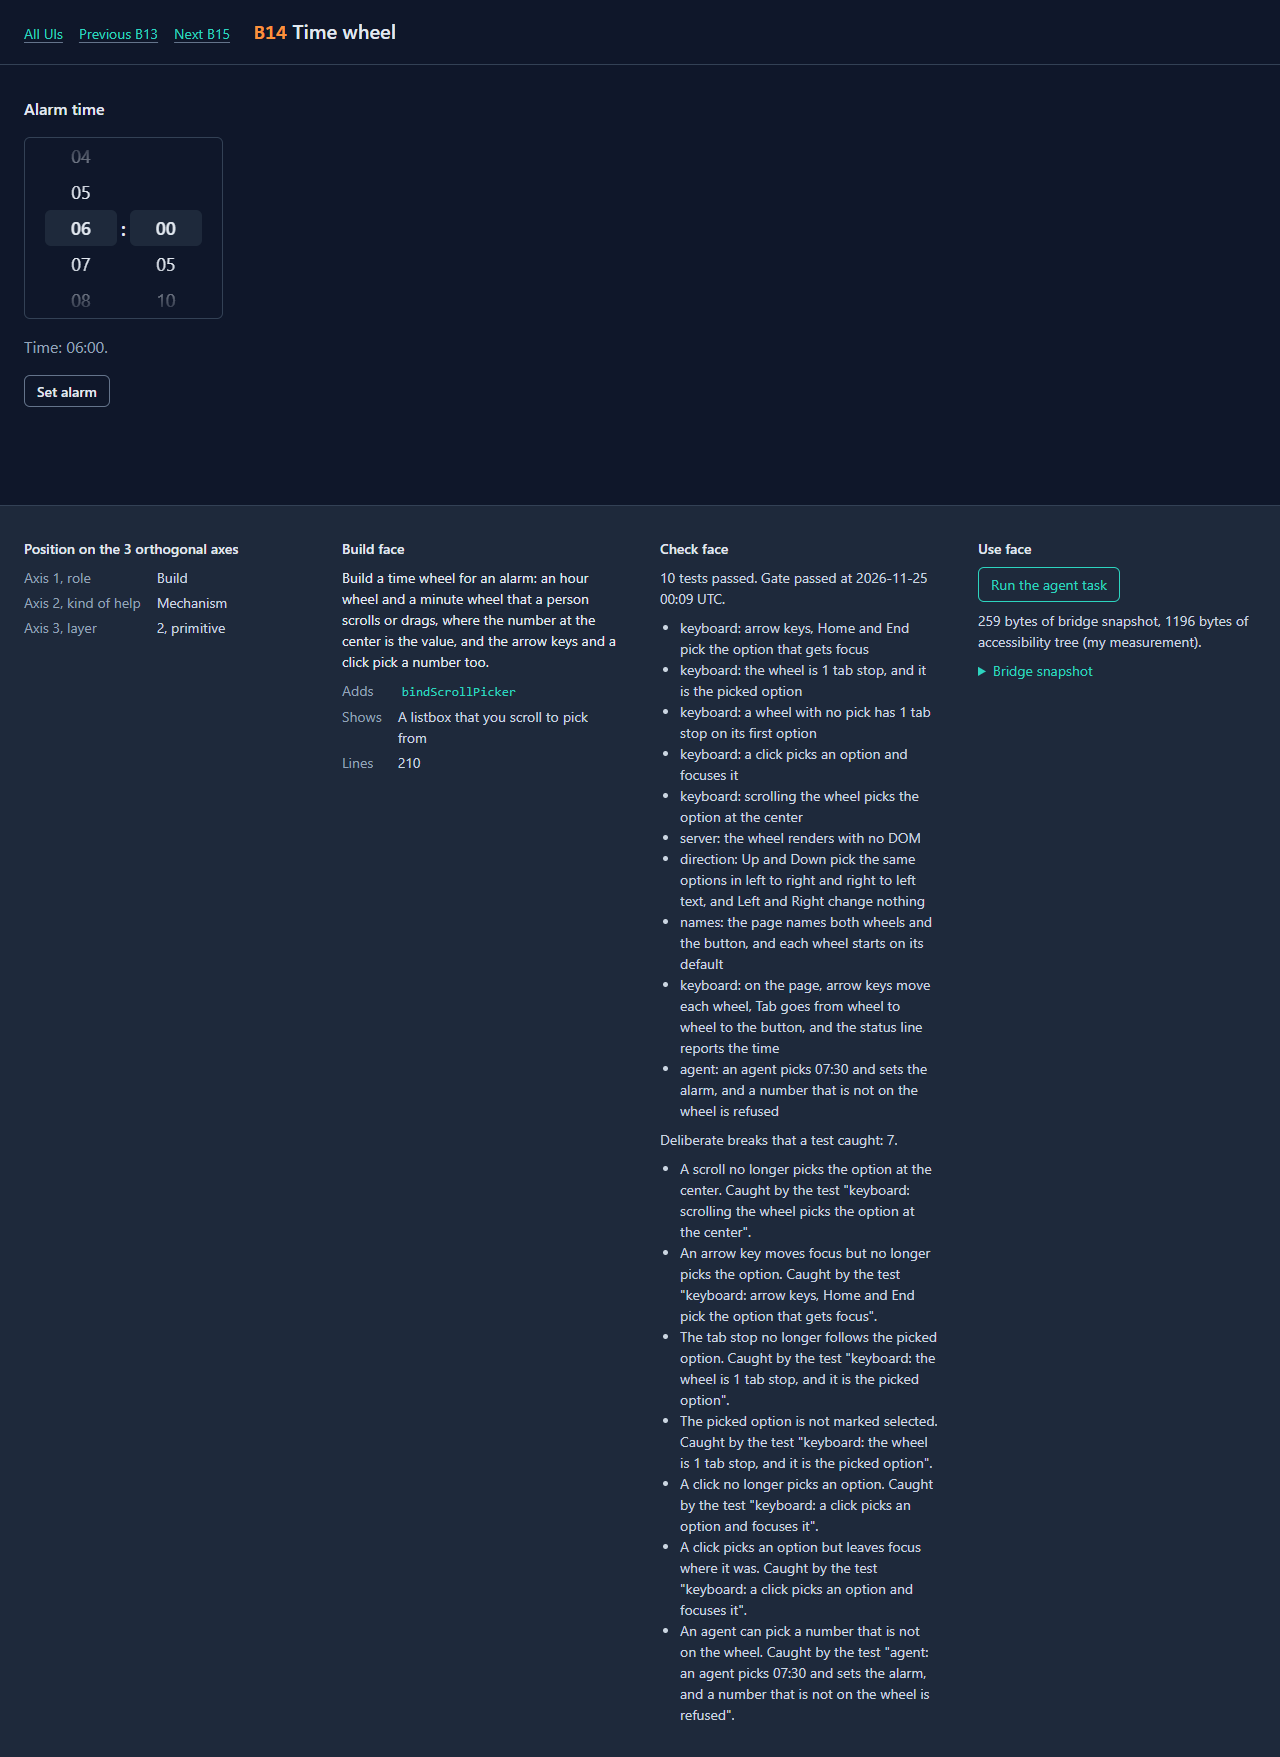 All UIs Previous B13 Next B15 B14 Time wheel
Alarm time
04
05
06 : 00
07 05
08 10
Time: 06:00.
Set alarm
Position on the 3 orthogonal axes
Axis 1, role Build
Axis 2, kind of help Mechanism
Axis 3, layer 2, primitive
Build face
Build a time wheel for an alarm: an hour
wheel and a minute wheel that a person
scrolls or drags, where the number at the
center is the value, and the arrow keys and a
click pick a number too.
Adds bindScrollPicker
Shows A listbox that you scroll to pick
from
Lines 210
Check face
10 tests passed. Gate passed at 2026-11-25
00:09 UTC.
• keyboard: arrow keys, Home and End
pick the option that gets focus
• keyboard: the wheel is 1 tab stop, and it
is the picked option
• keyboard: a wheel with no pick has 1 tab
stop on its first option
• keyboard: a click picks an option and
focuses it
• keyboard: scrolling the wheel picks the
option at the center
• server: the wheel renders with no DOM
• direction: Up and Down pick the same
options in left to right and right to left
text, and Left and Right change nothing
• names: the page names both wheels and
the button, and each wheel starts on its
default
• keyboard: on the page, arrow keys move
each wheel, Tab goes from wheel to
wheel to the button, and the status line
reports the time
• agent: an agent picks 07:30 and sets the
alarm, and a number that is not on the
wheel is refused
Deliberate breaks that a test caught: 7.
• A scroll no longer picks the option at the
center. Caught by the test "keyboard:
scrolling the wheel picks the option at
the center".
• An arrow key moves focus but no longer
picks the option. Caught by the test
"keyboard: arrow keys, Home and End
pick the option that gets focus".
• The tab stop no longer follows the picked
option. Caught by the test "keyboard: the
wheel is 1 tab stop, and it is the picked
option".
• The picked option is not marked selected.
Caught by the test "keyboard: the wheel
is 1 tab stop, and it is the picked option".
• A click no longer picks an option. Caught
by the test "keyboard: a click picks an
option and focuses it".
• A click picks an option but leaves focus
where it was. Caught by the test
"keyboard: a click picks an option and
focuses it".
• An agent can pick a number that is not
on the wheel. Caught by the test "agent:
an agent picks 07:30 and sets the alarm,
and a number that is not on the wheel is
refused".
Use face
Run the agent task
259 bytes of bridge snapshot, 1196 bytes of
accessibility tree (my measurement).
▶ Bridge snapshot